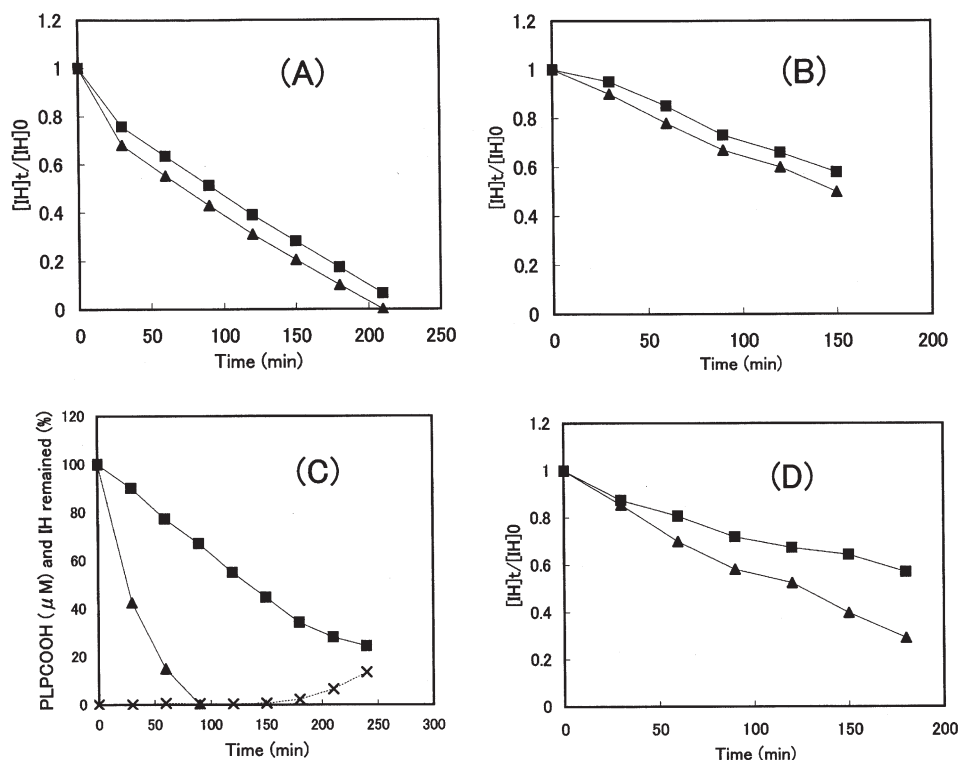 (A)
[IH]t/[IH]0
1.2
1
0.8
0.6
0.4
0.2
0
0 50 100 150 200 250
Time (min)
(B)
[IH]t/[IH]0
1.2
1
0.8
0.6
0.4
0.2
0
0 50 100 150 200
Time (min)
(C)
PLPCOOH (μM) and IH remained (%)
120
100
80
60
40
20
0
0 50 100 150 200 250 300
Time (min)
(D)
[IH]t/[IH]0
1.2
1
0.8
0.6
0.4
0.2
0
0 50 100 150 200
Time (min)